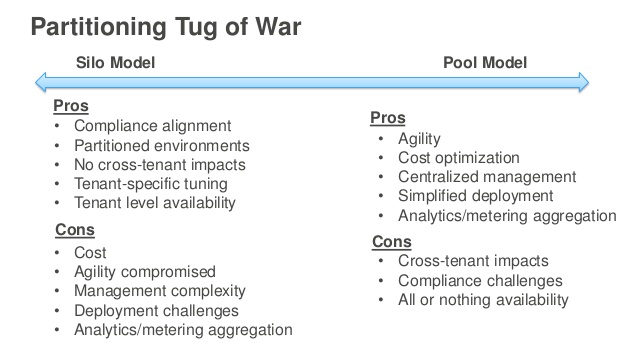 Partitioning Tug of War
Silo Model
Pool Model
Pros
• Compliance alignment
• Partitioned environments
• No cross-tenant impacts
• Tenant-specific tuning
• Tenant level availability
Cons
• Cost
• Agility compromised
• Management complexity
• Deployment challenges
• Analytics/metering aggregation
Pros
• Agility
• Cost optimization
• Centralized management
• Simplified deployment
• Analytics/metering aggregation
Cons
• Cross-tenant impacts
• Compliance challenges
• All or nothing availability